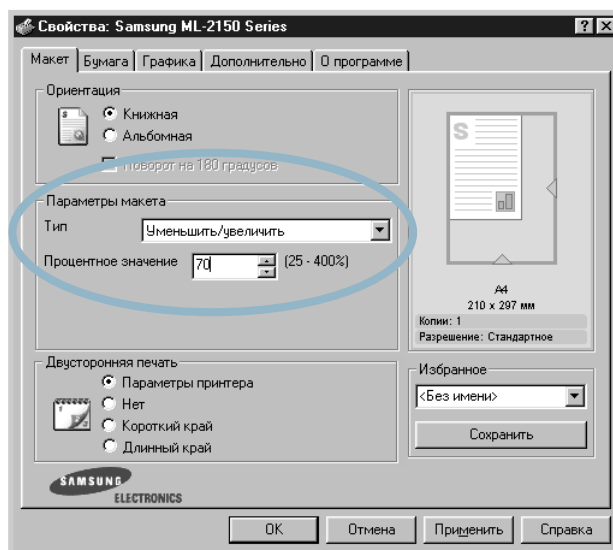 Свойства: Samsung ML-2150 Series
Макет Бумага Графика Дополнительно О программе
Ориентация
Книжная
Альбомная
Поворот на 180 градусов
Параметры макета
Тип Уменьшить/увеличить
Процентное значение 70 (25 - 400%)
S
A4
210 x 297 мм
Копии: 1
Разрешение: Стандартное
Двусторонняя печать
Параметры принтера
Нет
Короткий край
Длинный край
Избранное
<Без имени>
Сохранить
SAMSUNG
ELECTRONICS
OK Отмена Применить Справка